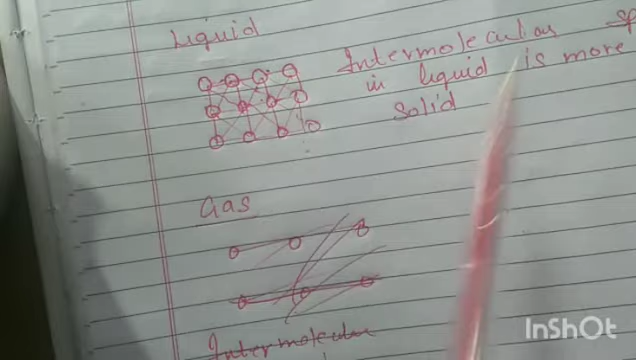 Liquid
Intermolecular sp
in liquid is more
solid
Gas
Intermolecular
InShOt